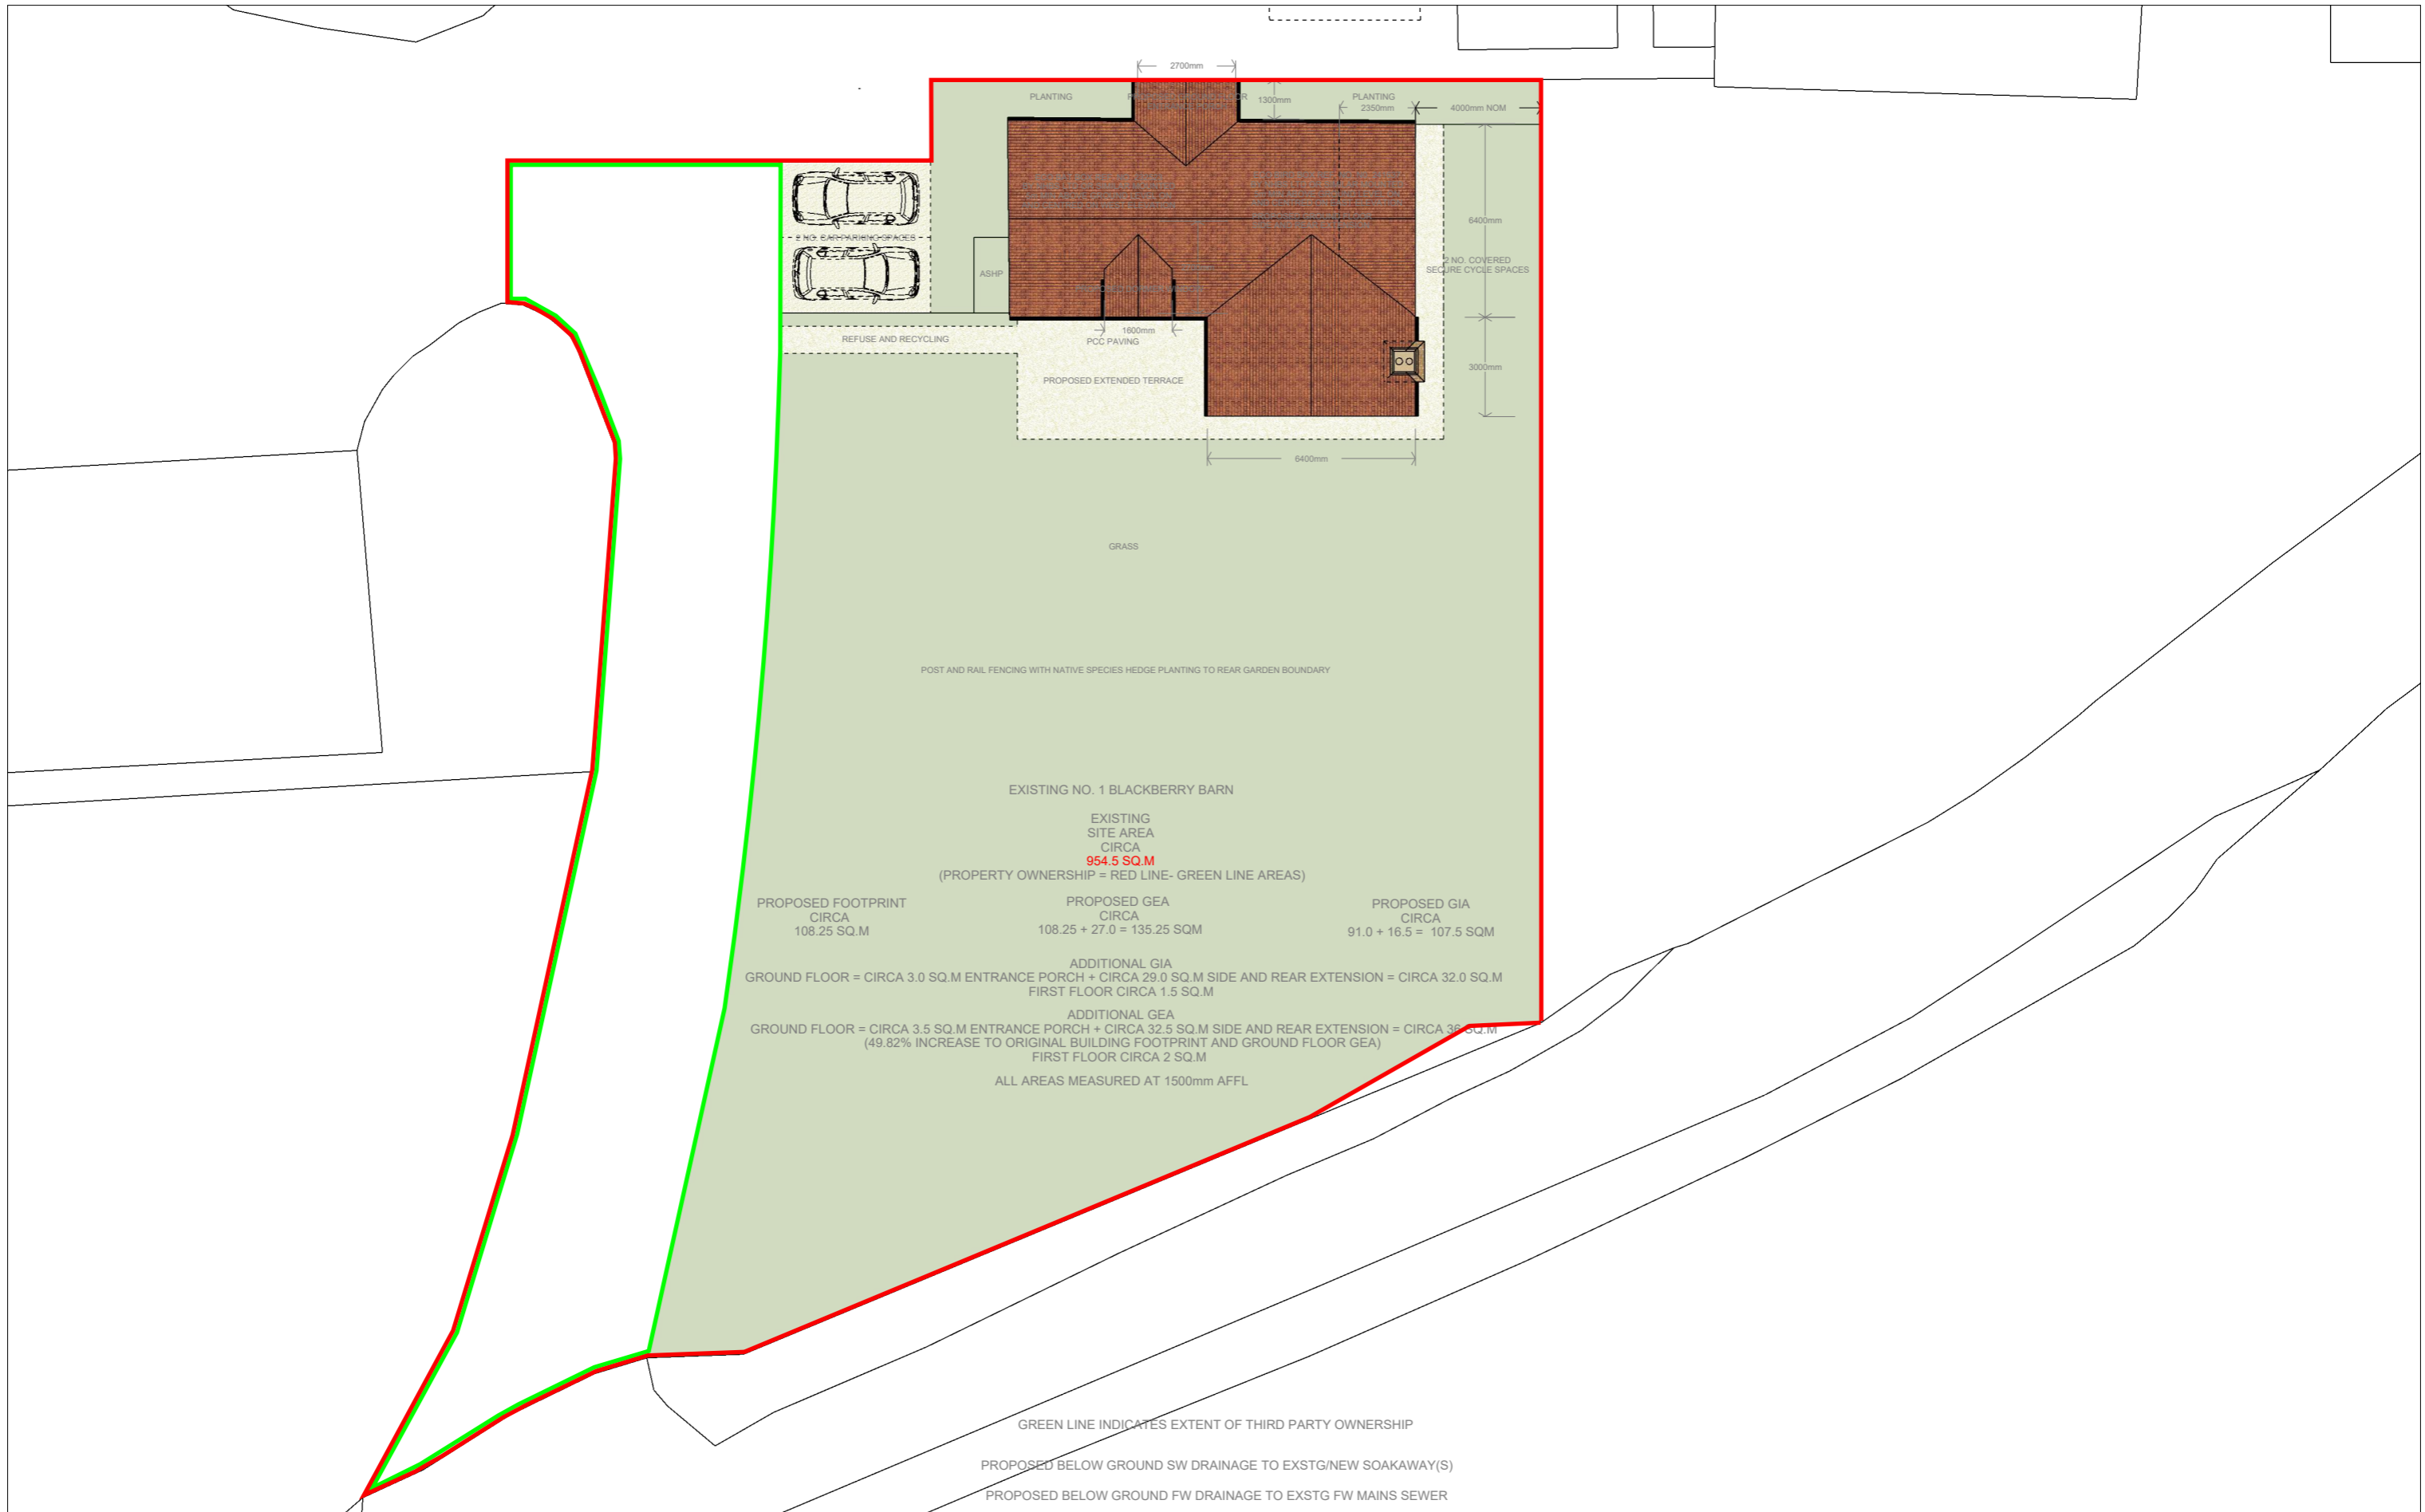 2700mm
PLANTING
1300mm
PLANTING
2350mm
4000mm NOM
6400mm
2 NO. CAR PARKING SPACES
2 NO. COVERED
SECURE CYCLE SPACES
ASHP
1600mm
REFUSE AND RECYCLING
PCC PAVING
3000mm
PROPOSED EXTENDED TERRACE
6400mm
GRASS
POST AND RAIL FENCING WITH NATIVE SPECIES HEDGE PLANTING TO REAR GARDEN BOUNDARY
EXISTING NO. 1 BLACKBERRY BARN
EXISTING
SITE AREA
CIRCA
954.5 SQ.M
(PROPERTY OWNERSHIP = RED LINE- GREEN LINE AREAS)
PROPOSED FOOTPRINT
CIRCA
108.25 SQ.M
PROPOSED GEA
CIRCA
108.25 + 27.0 = 135.25 SQM
PROPOSED GIA
CIRCA
91.0 + 16.5 = 107.5 SQM
ADDITIONAL GIA
GROUND FLOOR = CIRCA 3.0 SQ.M ENTRANCE PORCH + CIRCA 29.0 SQ.M SIDE AND REAR EXTENSION = CIRCA 32.0 SQ.M
FIRST FLOOR CIRCA 1.5 SQ.M
ADDITIONAL GEA
GROUND FLOOR = CIRCA 3.5 SQ.M ENTRANCE PORCH + CIRCA 32.5 SQ.M SIDE AND REAR EXTENSION = CIRCA 36 SQ.M
(49.82% INCREASE TO ORIGINAL BUILDING FOOTPRINT AND GROUND FLOOR GEA)
FIRST FLOOR CIRCA 2 SQ.M
ALL AREAS MEASURED AT 1500mm AFFL
GREEN LINE INDICATES EXTENT OF THIRD PARTY OWNERSHIP
PROPOSED BELOW GROUND SW DRAINAGE TO EXSTG/NEW SOAKAWAY(S)
PROPOSED BELOW GROUND FW DRAINAGE TO EXSTG FW MAINS SEWER